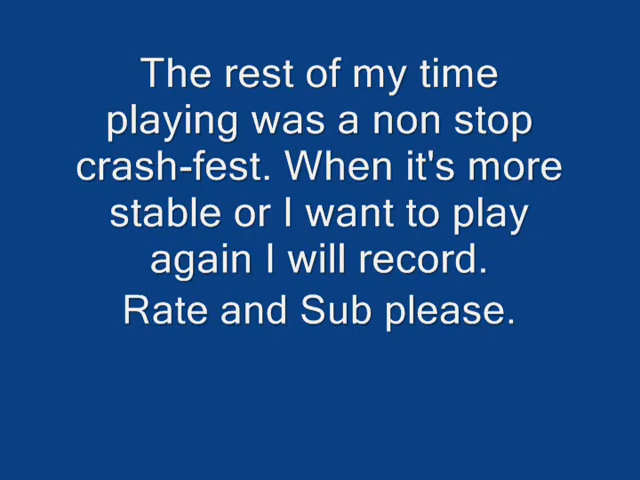 The rest of my time
playing was a non stop
crash-fest. When it's more
stable or I want to play
again I will record.
Rate and Sub please.